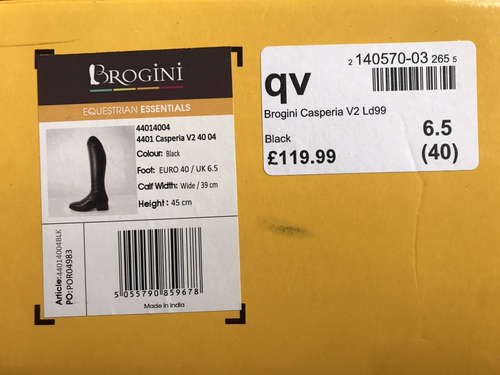 BROGINI
EQUESTRIAN ESSENTIALS
44014004
4401 Casperia V2 40 04
Colour: Black
Foot: EURO 40 / UK 6.5
Calf Width: Wide / 39 cm
Height: 45 cm
Article:44014004BLK
PO:POR04983
5 055790 859678
Made in India
qv
2 140570-03 265 5
Brogini Casperia V2 Ld99
Black
6.5
£119.99
(40)